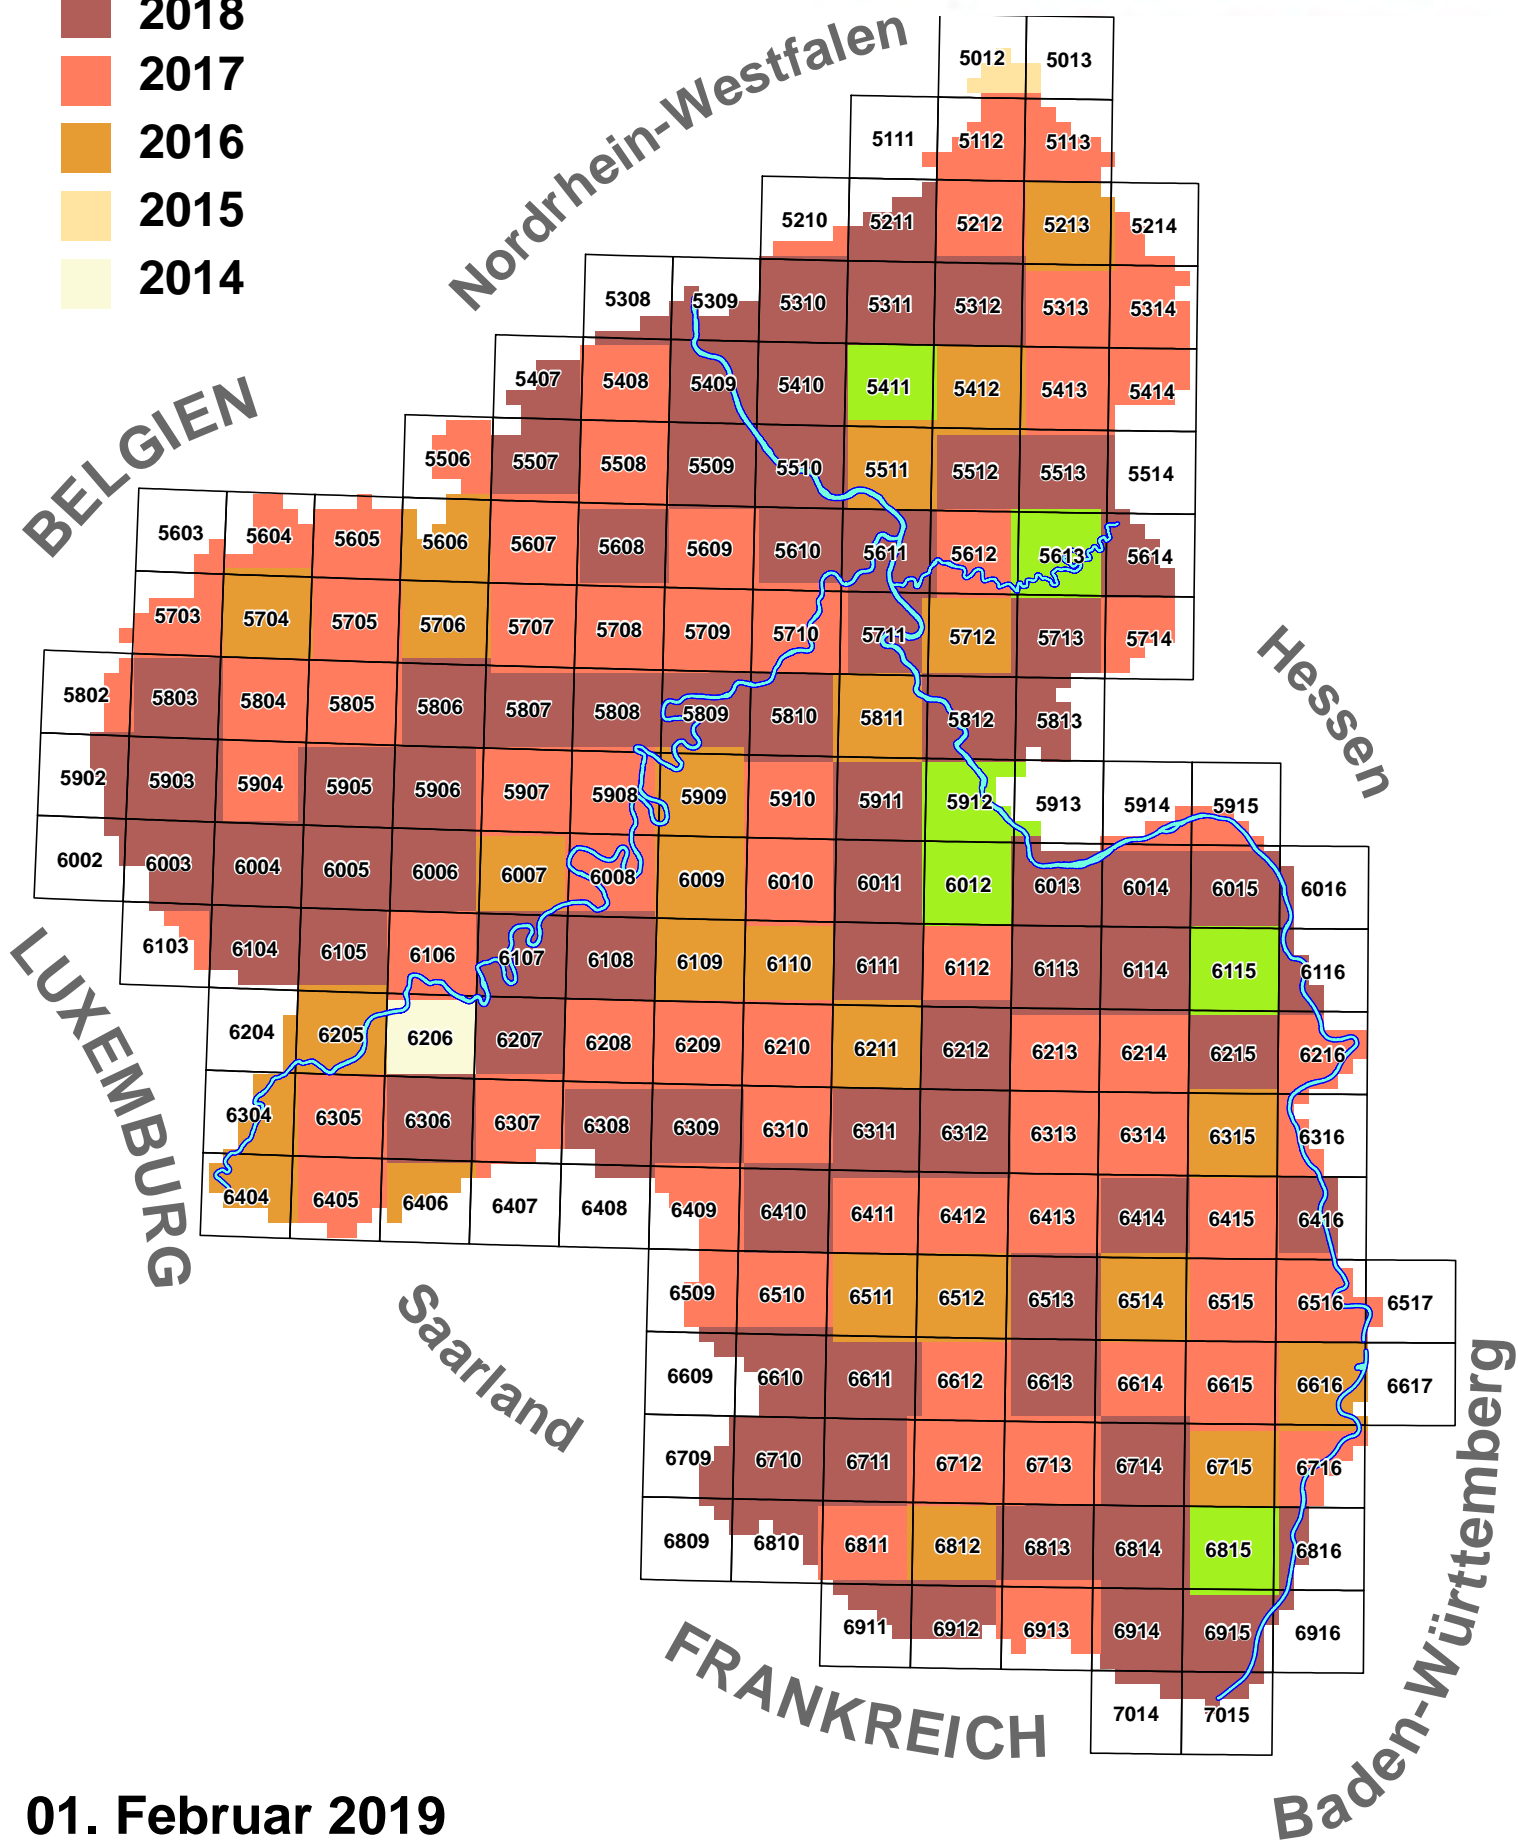 2018
2017
2016
2015
2014
Nordrhein-Westfalen
BELGIEN
LUXEMBURG
Saarland
FRANKREICH
Hessen
Baden-Württemberg
5012 5013
5111 5112 5113
5210 5211 5212 5213 5214
5308 5309 5310 5311 5312 5313 5314
5407 5408 5409 5410 5411 5412 5413 5414
5506 5507 5508 5509 5510 5511 5512 5513 5514
5603 5604 5605 5606 5607 5608 5609 5610 5611 5612 5613 5614
5703 5704 5705 5706 5707 5708 5709 5710 5711 5712 5713 5714
5802 5803 5804 5805 5806 5807 5808 5809 5810 5811 5812 5813
5902 5903 5904 5905 5906 5907 5908 5909 5910 5911 5912 5913 5914 5915
6002 6003 6004 6005 6006 6007 6008 6009 6010 6011 6012 6013 6014 6015 6016
6103 6104 6105 6106 6107 6108 6109 6110 6111 6112 6113 6114 6115 6116
6204 6205 6206 6207 6208 6209 6210 6211 6212 6213 6214 6215 6216
6304 6305 6306 6307 6308 6309 6310 6311 6312 6313 6314 6315 6316
6404 6405 6406 6407 6408 6409 6410 6411 6412 6413 6414 6415 6416
6509 6510 6511 6512 6513 6514 6515 6516 6517
6609 6610 6611 6612 6613 6614 6615 6616 6617
6709 6710 6711 6712 6713 6714 6715 6716
6809 6810 6811 6812 6813 6814 6815 6816
6911 6912 6913 6914 6915 6916
7014 7015
01. Februar 2019